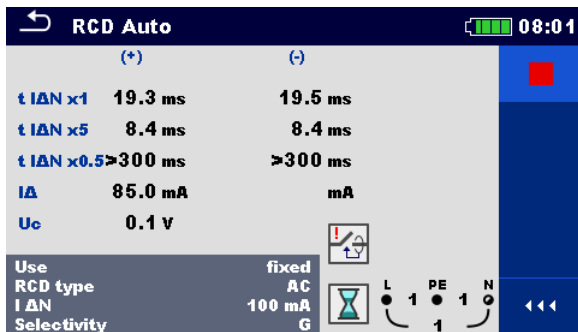 RCD Auto 08:01
(+) (-)
t IΔN x1 19.3 ms 19.5 ms
t IΔN x5 8.4 ms 8.4 ms
t IΔN x0.5 >300 ms >300 ms
IΔ 85.0 mA mA
Uc 0.1 V
!
Use fixed
RCD type AC
I ΔN 100 mA
Selectivity G
L PE N
1 1
1